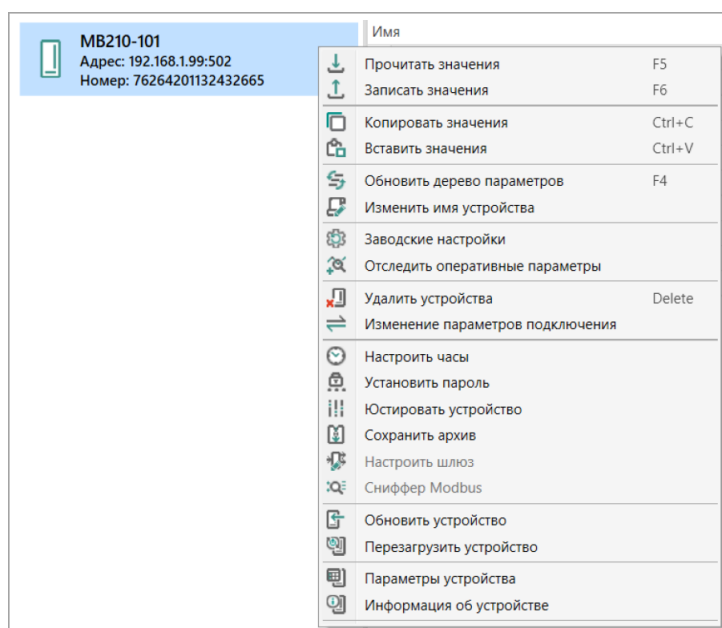 МВ210-101
Адрес: 192.168.1.99:502
Номер: 76264201132432665
Имя
Прочитать значения F5
Записать значения F6
Копировать значения Ctrl+C
Вставить значения Ctrl+V
Обновить дерево параметров F4
Изменить имя устройства
Заводские настройки
Отследить оперативные параметры
Удалить устройства Delete
Изменение параметров подключения
Настроить часы
Установить пароль
Юстировать устройство
Сохранить архив
Настроить шлюз
Сниффер Modbus
Обновить устройство
Перезагрузить устройство
Параметры устройства
Информация об устройстве